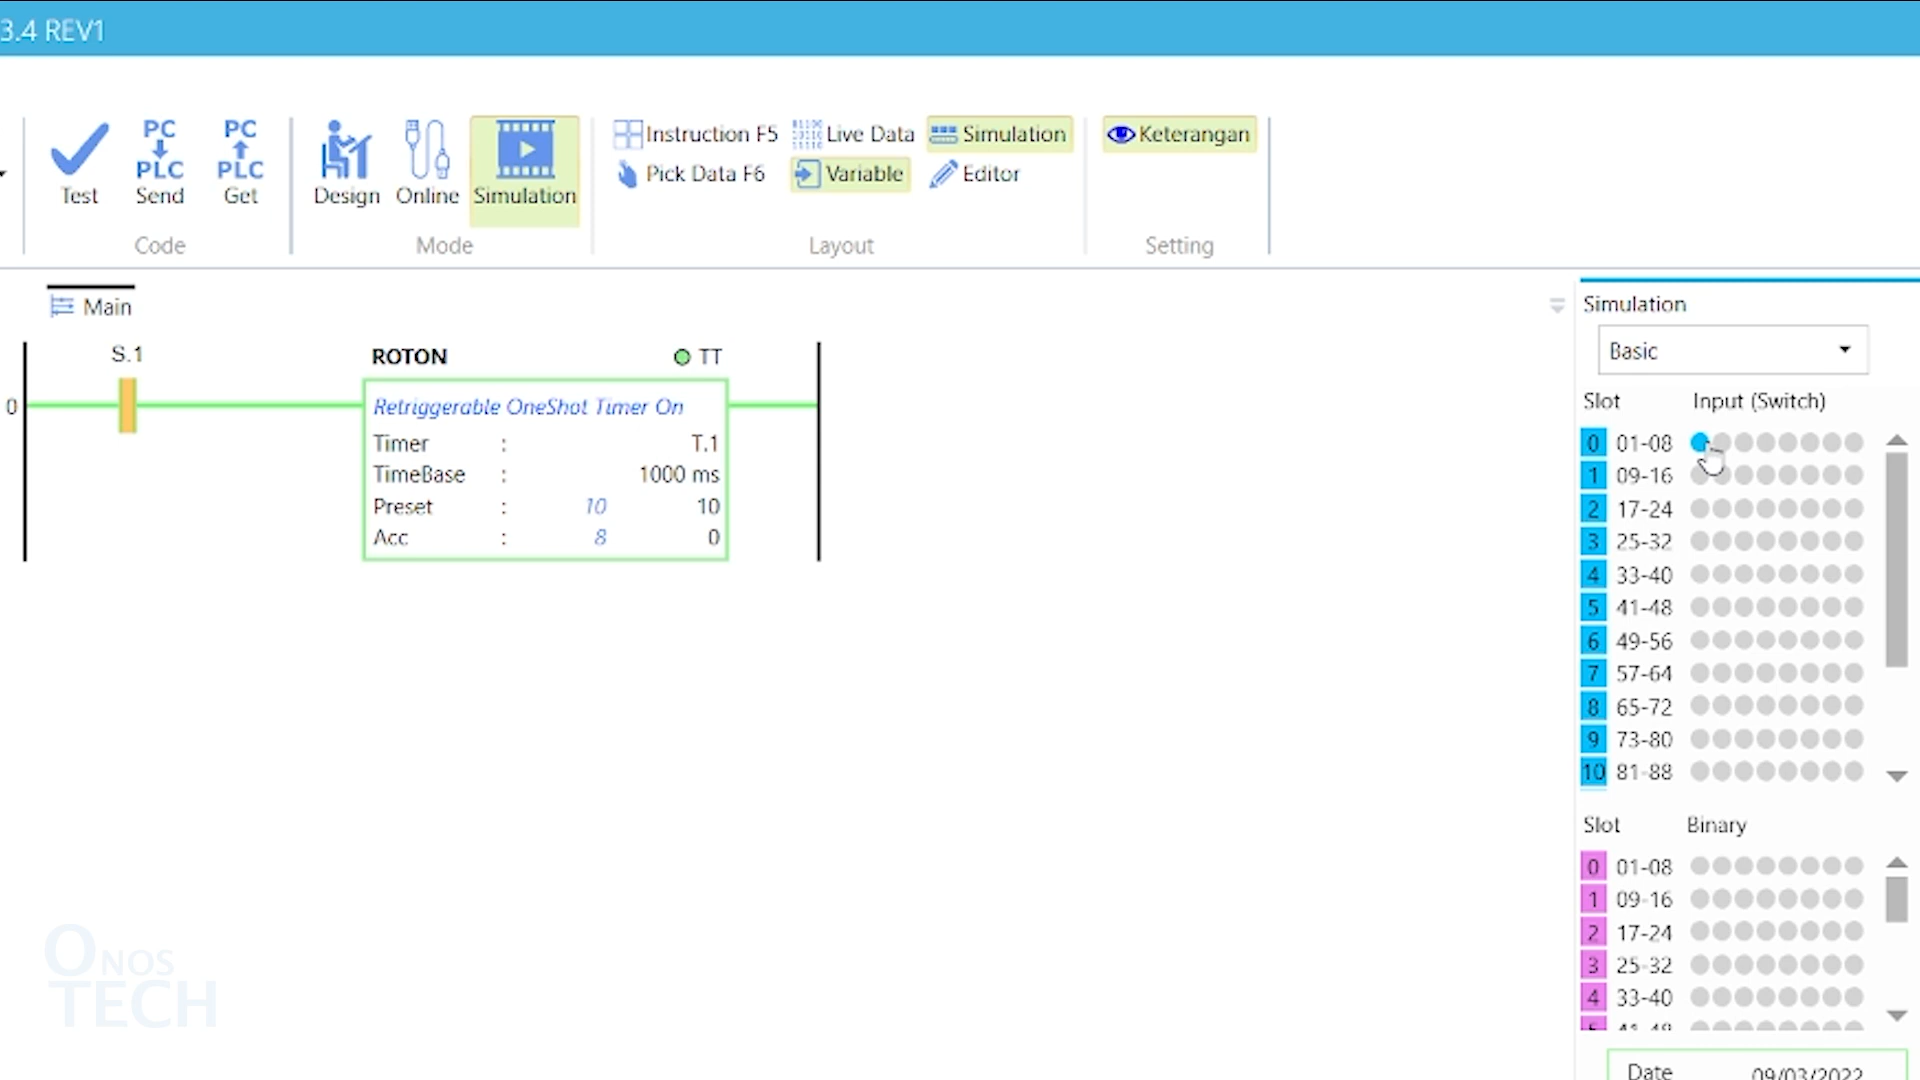 3.4 REV1
PC PLC Send
PC PLC Get
Test
Design
Online
Simulation
Instruction F5
Live Data
Simulation
Keterangan
Pick Data F6
Variable
Editor
Code
Mode
Layout
Setting
Main
S.1
ROTON
TT
0
Retriggerable OneShot Timer On
Timer : T.1
TimeBase : 1000 ms
Preset : 10 10
Acc : 8 0
Simulation
Basic
Slot Input (Switch)
0 01-08
1 09-16
2 17-24
3 25-32
4 33-40
5 41-48
6 49-56
7 57-64
8 65-72
9 73-80
10 81-88
Slot Binary
0 01-08
1 09-16
2 17-24
3 25-32
4 33-40
5 41-48
Date 09/03/2022
ONOS
TECH